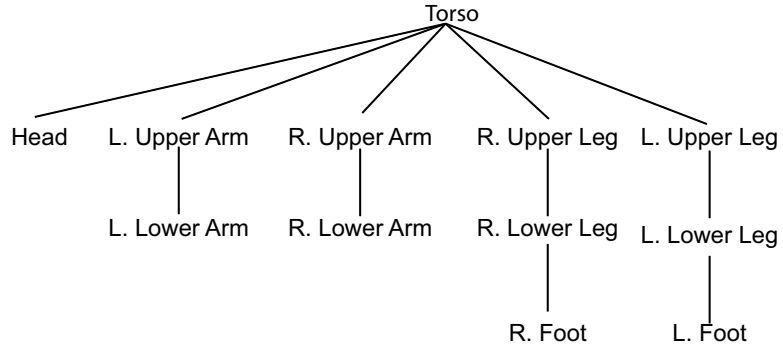 Torso
Head L. Upper Arm R. Upper Arm R. Upper Leg L. Upper Leg
L. Lower Arm R. Lower Arm R. Lower Leg L. Lower Leg
R. Foot L. Foot